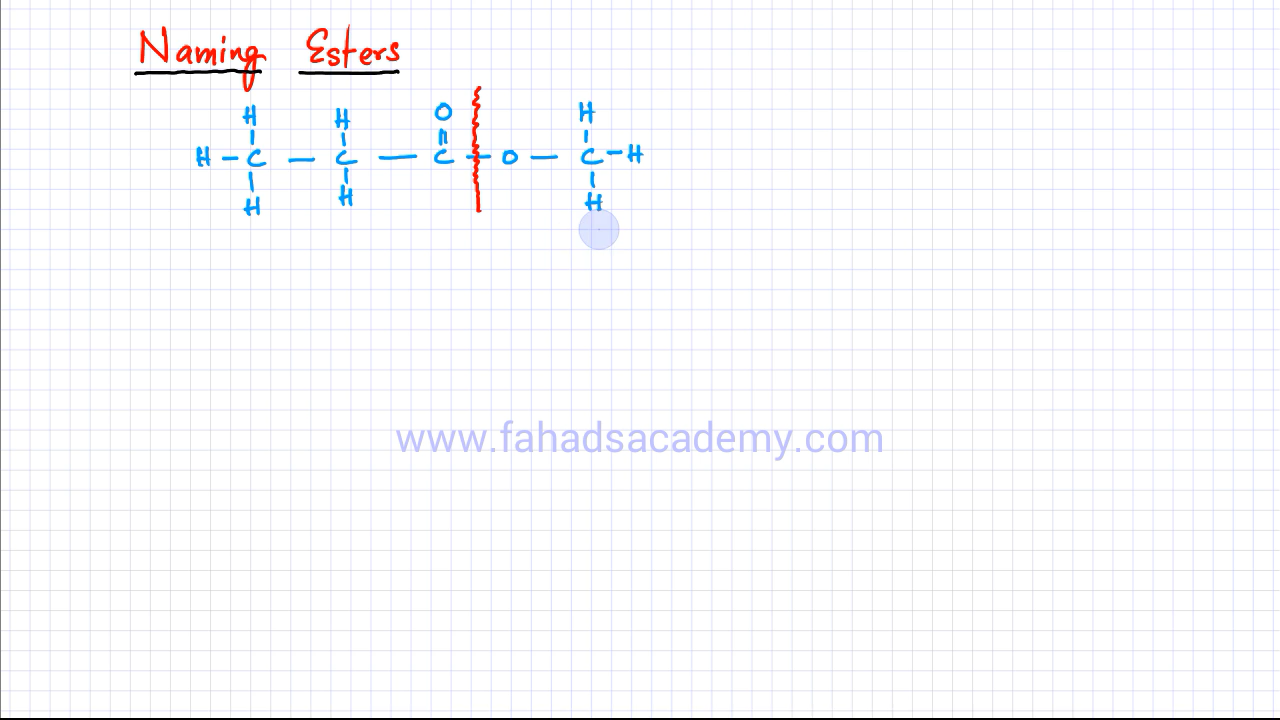 Naming Esters
H H O H
H - C - C - C - O - C - H
H H H
www.fahadsacademy.com